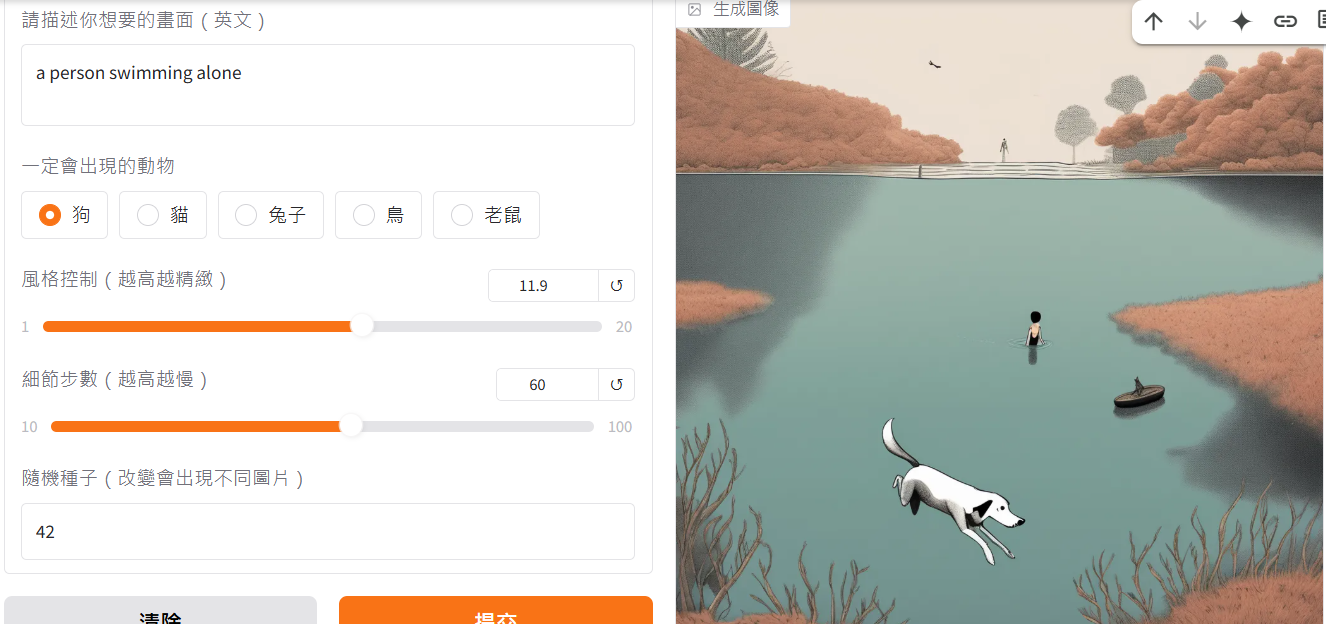 請描述你想要的畫面 ( 英文 )
a person swimming alone
一定會出現的動物
狗 貓 兔子 鳥 老鼠
風格控制 ( 越高越精緻 )
11.9
1
20
細節步數 ( 越高越慢 )
60
10
100
隨機種子 ( 改變會出現不同圖片 )
42
清除
提交
生成圖像